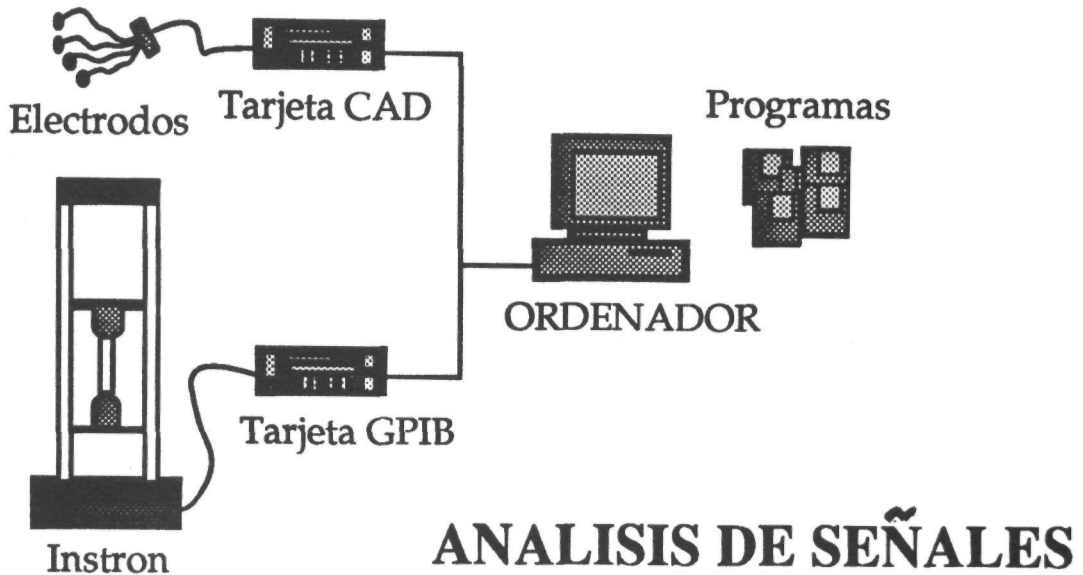 Electrodos
Tarjeta CAD
Programas
ORDENADOR
Tarjeta GPIB
Instron
ANALISIS DE SEÑALES